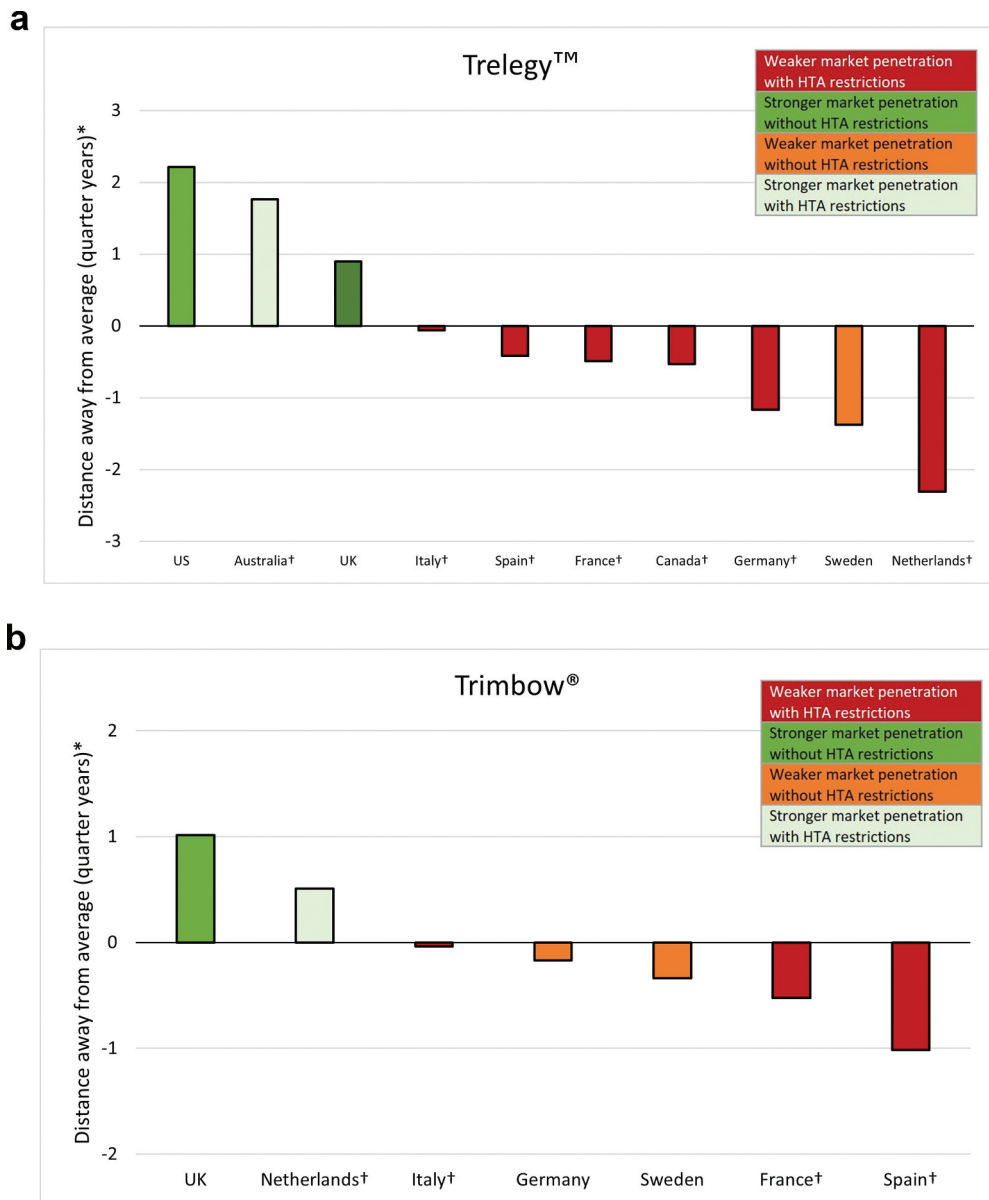 a
Trelegy™
Weaker market penetration
with HTA restrictions
Stronger market penetration
without HTA restrictions
Weaker market penetration
without HTA restrictions
Stronger market penetration
with HTA restrictions
Distance away from average (quarter years)*
3
2
1
0
-1
-2
-3
US Australia† UK Italy† Spain† France† Canada† Germany† Sweden Netherlands†
b
Trimbow®
Weaker market penetration
with HTA restrictions
Stronger market penetration
without HTA restrictions
Weaker market penetration
without HTA restrictions
Stronger market penetration
with HTA restrictions
Distance away from average (quarter years)*
2
1
0
-1
-2
UK Netherlands† Italy† Germany Sweden France† Spain†